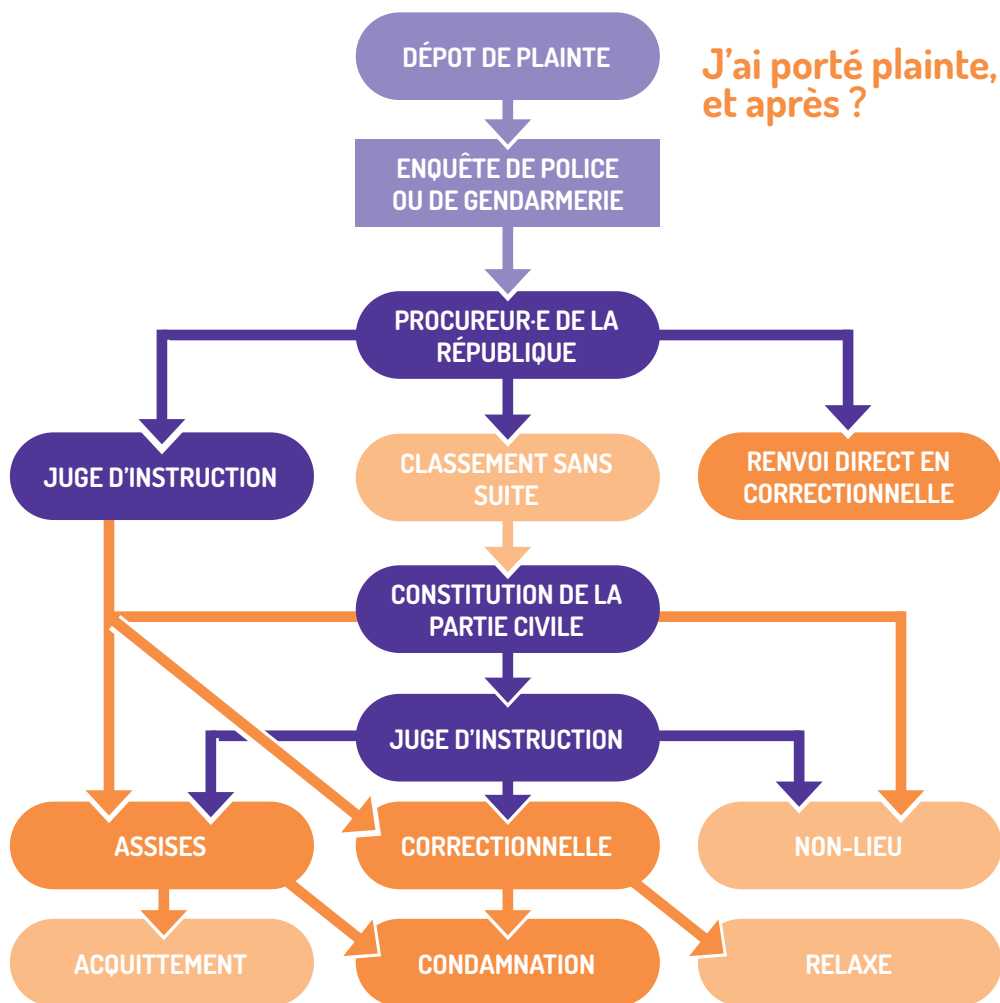 DÉPOT DE PLAINTE
J'ai porté plainte,
et après ?
ENQUÊTE DE POLICE
OU DE GENDARMERIE
PROCUREUR·E DE LA
RÉPUBLIQUE
JUGE D'INSTRUCTION
CLASSEMENT SANS
SUITE
RENVOI DIRECT EN
CORRECTIONNELLE
CONSTITUTION DE LA
PARTIE CIVILE
JUGE D'INSTRUCTION
ASSISES
CORRECTIONNELLE
NON-LIEU
ACQUITTEMENT
CONDAMNATION
RELAXE